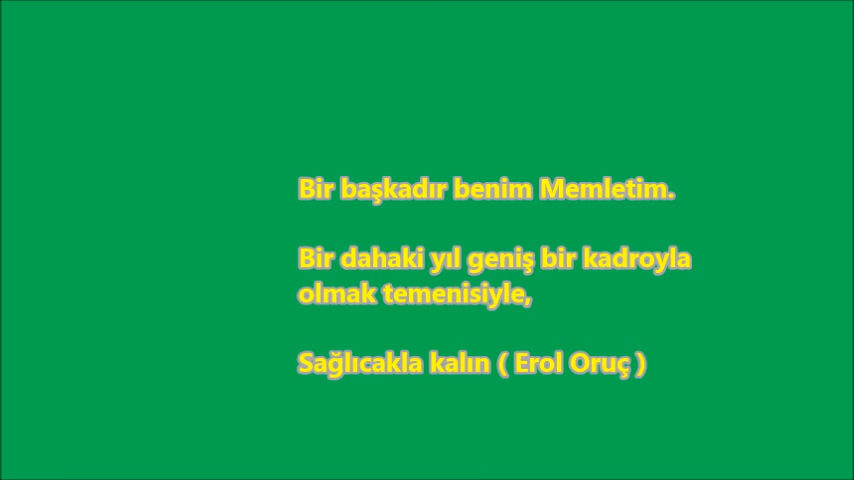 Bir başkadır benim Memletim.
Bir dahaki yıl geniş bir kadroyla
olmak temenisiyle,
Sağlıcakla kalın ( Erol Oruç )